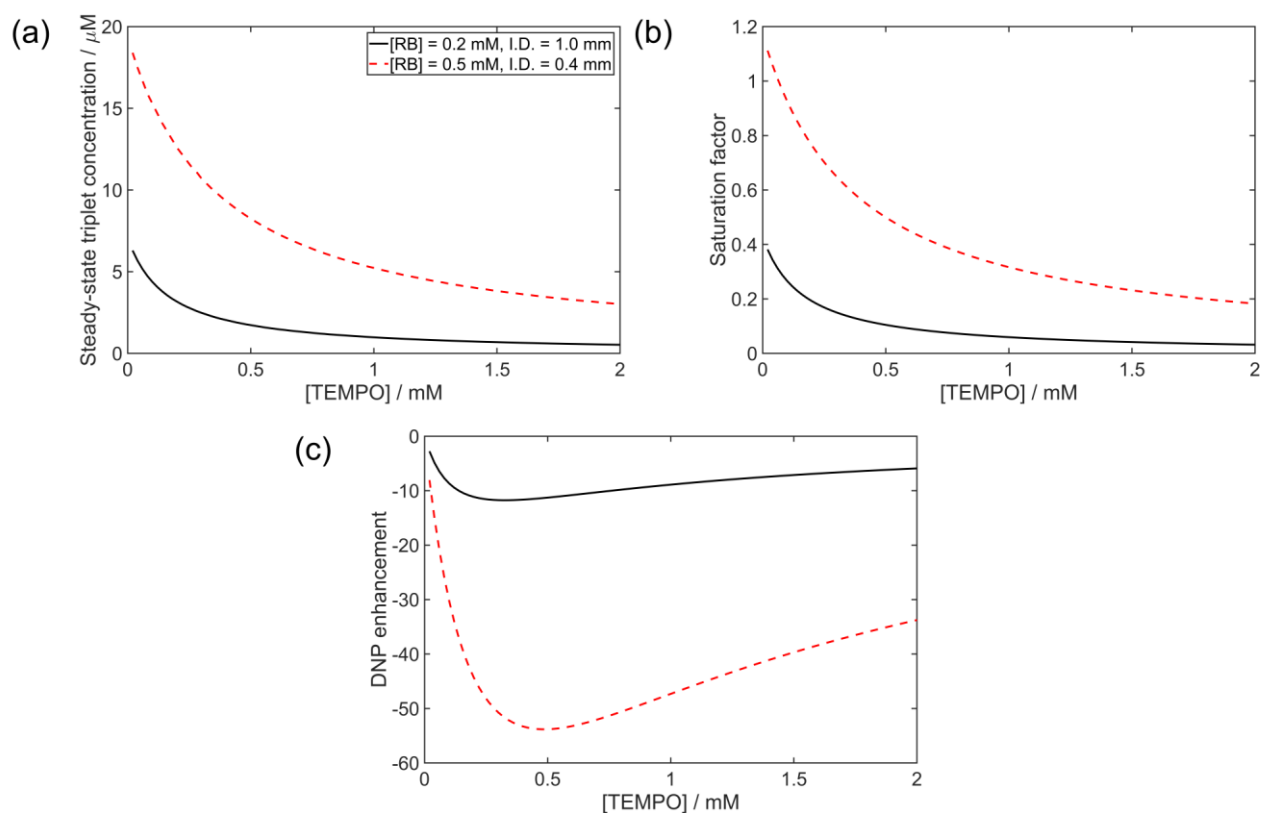 (a)
Steady-state triplet concentration / μM
20
15
10
5
0
[RB] = 0.2 mM, I.D. = 1.0 mm
[RB] = 0.5 mM, I.D. = 0.4 mm
0 0.5 1 1.5 2
[TEMPO] / mM
(b)
Saturation factor
1.2
1
0.8
0.6
0.4
0.2
0
0 0.5 1 1.5 2
[TEMPO] / mM
(c)
DNP enhancement
0
-10
-20
-30
-40
-50
-60
0 0.5 1 1.5 2
[TEMPO] / mM